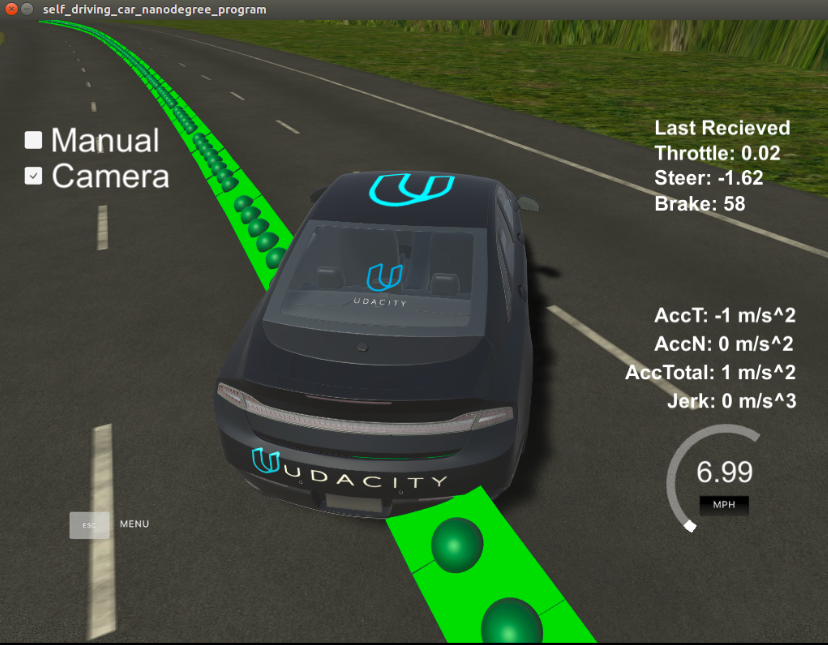 self_driving_car_nanodegree_program
Manual
Camera
Last Recieved
Throttle: 0.02
Steer: -1.62
Brake: 58
UDACITY
AccT: -1 m/s^2
AccN: 0 m/s^2
AccTotal: 1 m/s^2
Jerk: 0 m/s^3
UDACITY
6.99
MPH
ESC
MENU